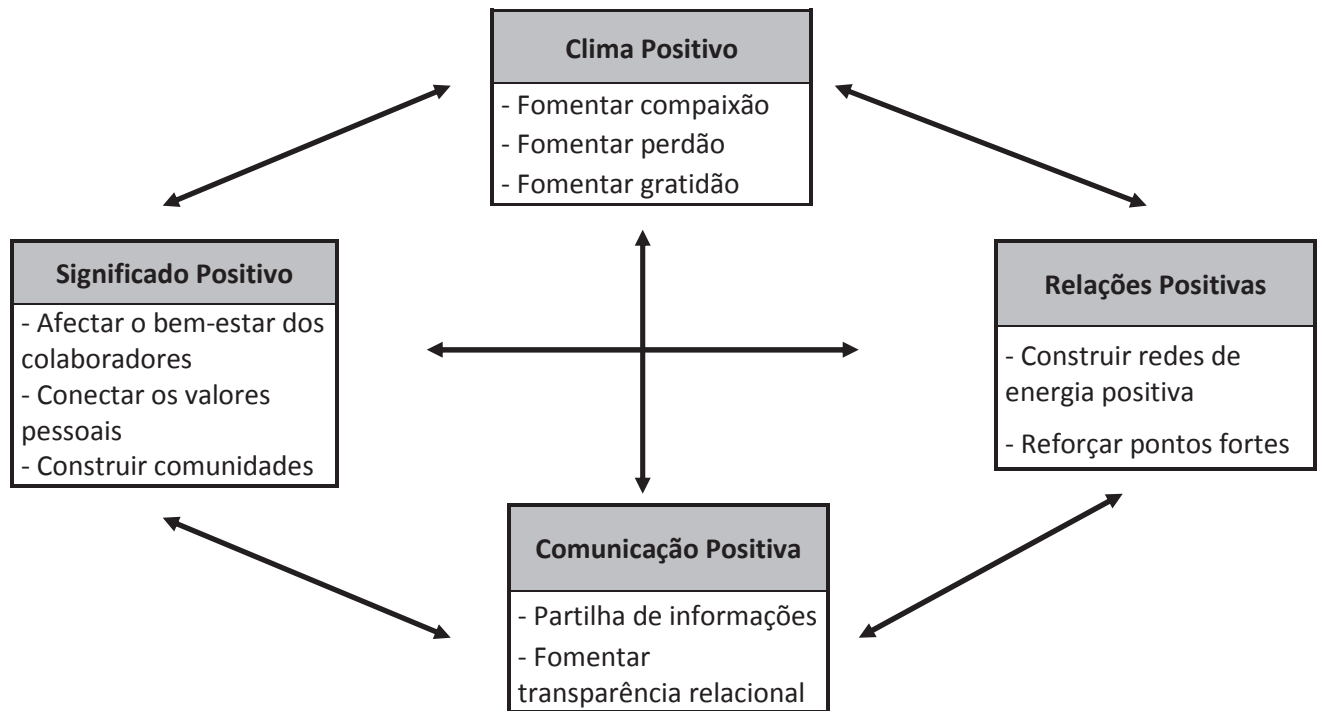 Clima Positivo
- Fomentar compaixão
- Fomentar perdão
- Fomentar gratidão
Significado Positivo
- Afectar o bem-estar dos
colaboradores
- Conectar os valores
pessoais
- Construir comunidades
Relações Positivas
- Construir redes de
energia positiva
- Reforçar pontos fortes
Comunicação Positiva
- Partilha de informações
- Fomentar
transparência relacional